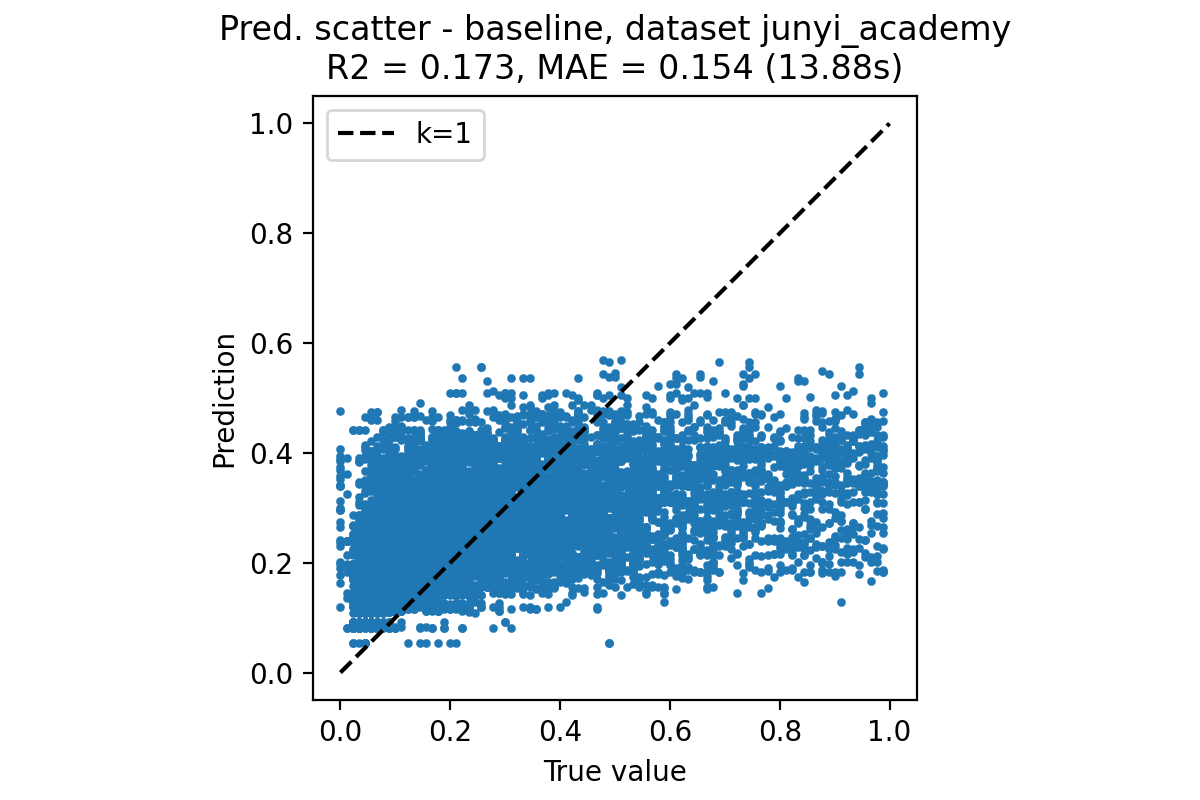 Pred. scatter - baseline, dataset junyi_academy
R2 = 0.173, MAE = 0.154 (13.88s)
k=1
1.0
0.8
0.6
0.4
0.2
0.0
Prediction
0.0 0.2 0.4 0.6 0.8 1.0
True value